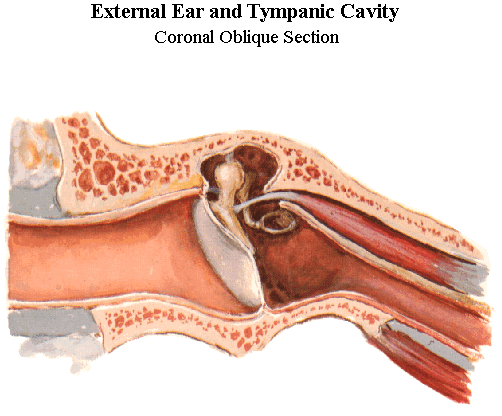 External Ear and Tympanic Cavity
Coronal Oblique Section